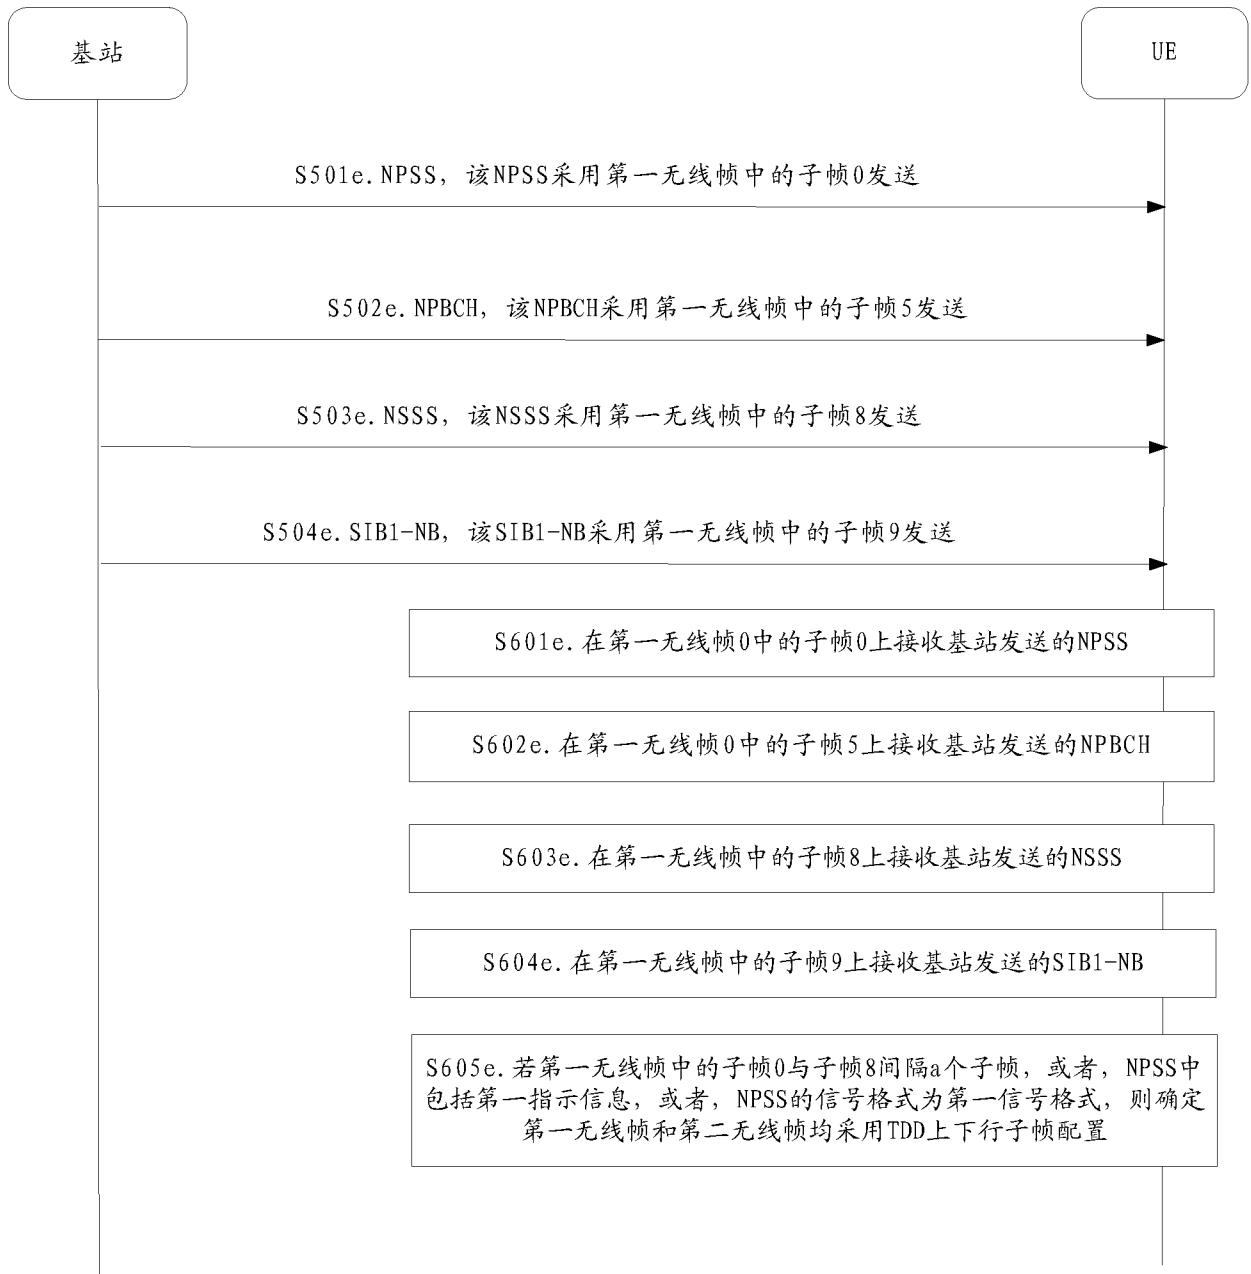 基站
UE
S501e.NPSS，该NPSS采用第一无线帧中的子帧0发送
S502e.NPBCH，该NPBCH采用第一无线帧中的子帧5发送
S503e.NSSS，该NSSS采用第一无线帧中的子帧8发送
S504e.SIB1-NB，该SIB1-NB采用第一无线帧中的子帧9发送
S601e.在第一无线帧0中的子帧0上接收基站发送的NPSS
S602e.在第一无线帧0中的子帧5上接收基站发送的NPBCH
S603e.在第一无线帧中的子帧8上接收基站发送的NSSS
S604e.在第一无线帧中的子帧9上接收基站发送的SIB1-NB
S605e.若第一无线帧中的子帧0与子帧8间隔a个子帧，或者，NPSS中
包括第一指示信息，或者，NPSS的信号格式为第一信号格式，则确定
第一无线帧和第二无线帧均采用TDD上下行子帧配置